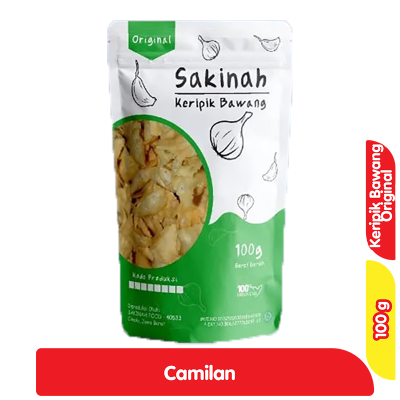 Original
Sakinah
Keripik Bawang
100g
Berat Bersih
Kode Produksi
100%
Keripik Bawang
Original
100 g
Camilan